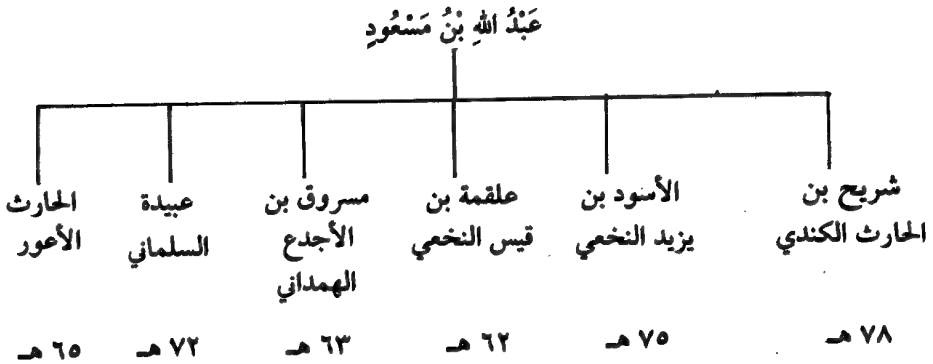 عَبْدُ اللهِ بْنُ مَسْعُودٍ
شريح بن
الحارث الكندي
٧٨ هـ
الأسود بن
يزيد النخعي
٧٥ هـ
علقمة بن
قيس النخعي
٦٢ هـ
مسروق بن
الأجدع
الهمداني
٦٣ هـ
عبيدة
السلماني
٧٢ هـ
الحارث
الأعور
٦٥ هـ